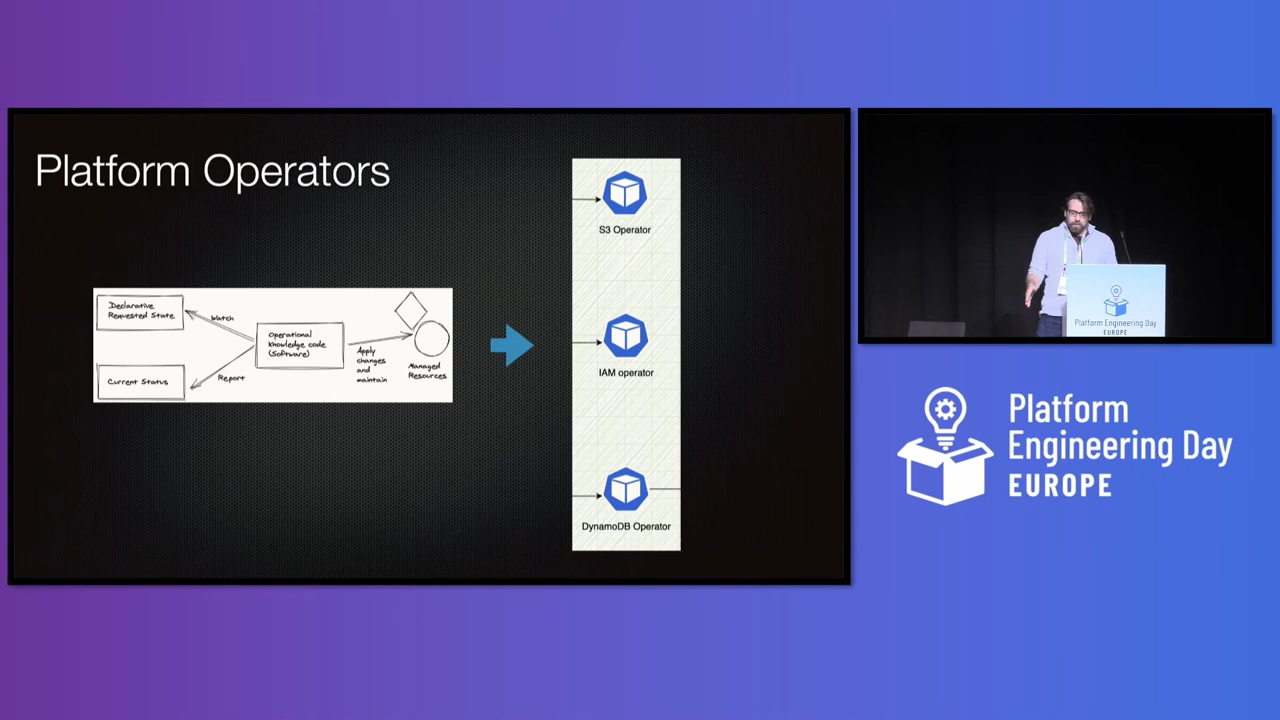 Platform Operators
Declarative
Requested State
Watch
Operational
Knowledge code
(Software)
Apply
changes
and
maintain
Managed
Resources
Current Status
Report
S3 Operator
IAM operator
DynamoDB Operator
Platform Engineering Day
EUROPE
Platform
Engineering Day
EUROPE